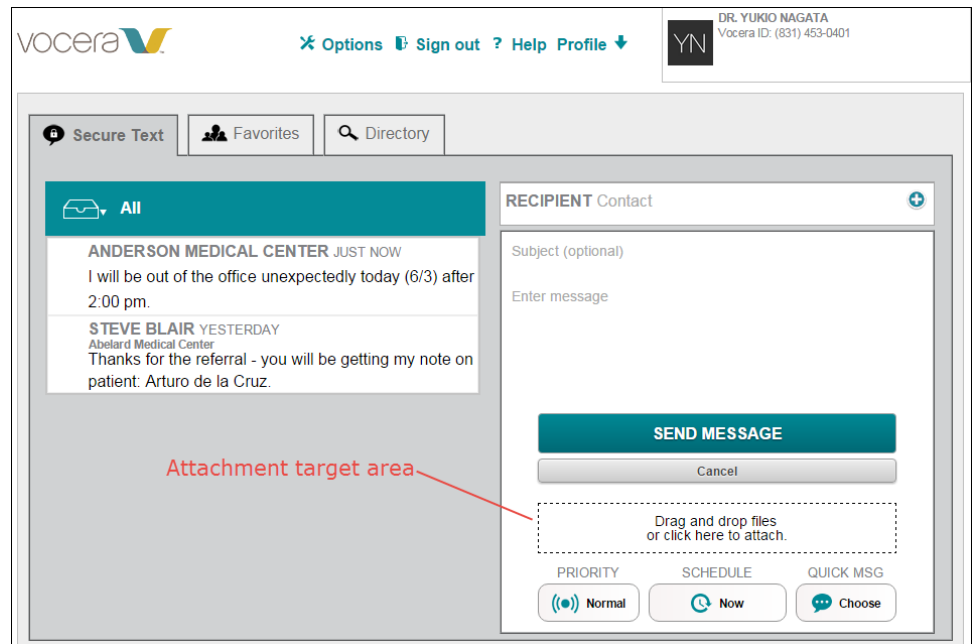 vocera
Options Sign out ? Help Profile
YN
DR. YUKIO NAGATA
Vocera ID: (831) 453-0401
Secure Text
Favorites
Directory
All
ANDERSON MEDICAL CENTER JUST NOW
I will be out of the office unexpectedly today (6/3) after
2:00 pm.
STEVE BLAIR YESTERDAY
Abelard Medical Center
Thanks for the referral - you will be getting my note on
patient: Arturo de la Cruz.
RECIPIENT Contact
Subject (optional)
Enter message
SEND MESSAGE
Cancel
Attachment target area
Drag and drop files
or click here to attach.
PRIORITY SCHEDULE QUICK MSG
Normal Now Choose